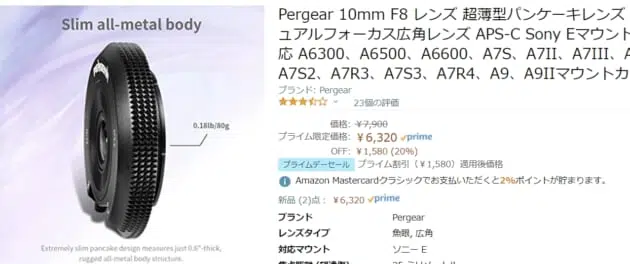 Slim all-metal body
0.18lb/80g
Extremely slim pancake design measures just 0.6"-thick,
rugged all-metal body structure.
Pergear 10mm F8 レンズ 超薄型パンケーキレンズ
ュアルフォーカス広角レンズ APS-C Sony Eマウント
応 A6300、A6500、A6600、A7S、A7II、A7III、A
A7S2、A7R3、A7S3、A7R4、A9、A9IIマウントカ
ブランド: Pergear
23個の評価
価格: ￥7,900
プライム限定価格: ￥6,320 prime
OFF: ￥1,580 (20%)
プライムデーセール プライム割引（￥1,580）適用後価格
Amazon Mastercardクラシックでお支払いただくと2%ポイントが貯まります。
新品 (2)点： ￥6,320 prime
ブランド Pergear
レンズタイプ 魚眼, 広角
対応マウント ソニー E